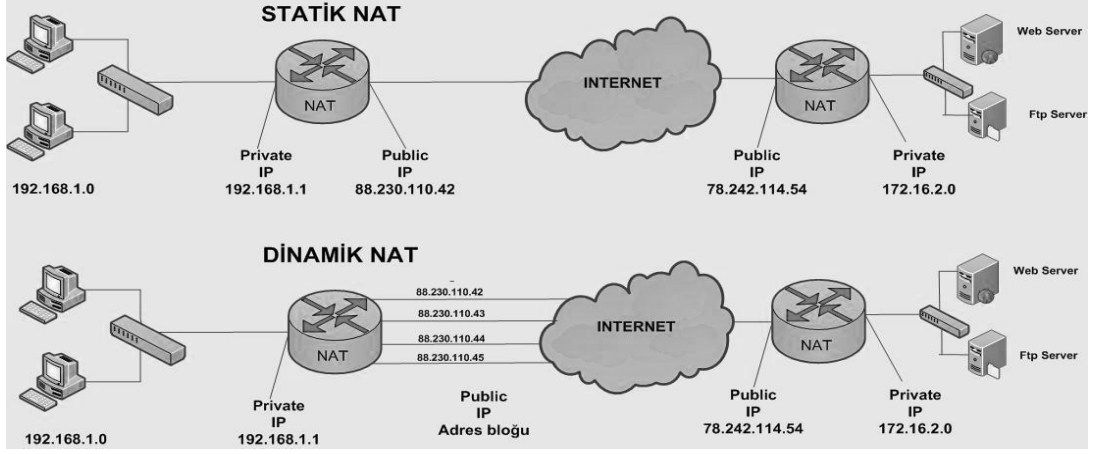 STATİK NAT
Web Server
INTERNET
NAT
NAT
Ftp Server
Private
IP
192.168.1.1
Public
IP
88.230.110.42
Public
IP
78.242.114.54
Private
IP
172.16.2.0
192.168.1.0
DİNAMİK NAT
88.230.110.42
88.230.110.43
88.230.110.44
88.230.110.45
Web Server
INTERNET
NAT
NAT
Ftp Server
Private
IP
192.168.1.1
Public
IP
Adres bloğu
Public
IP
78.242.114.54
Private
IP
172.16.2.0
192.168.1.0